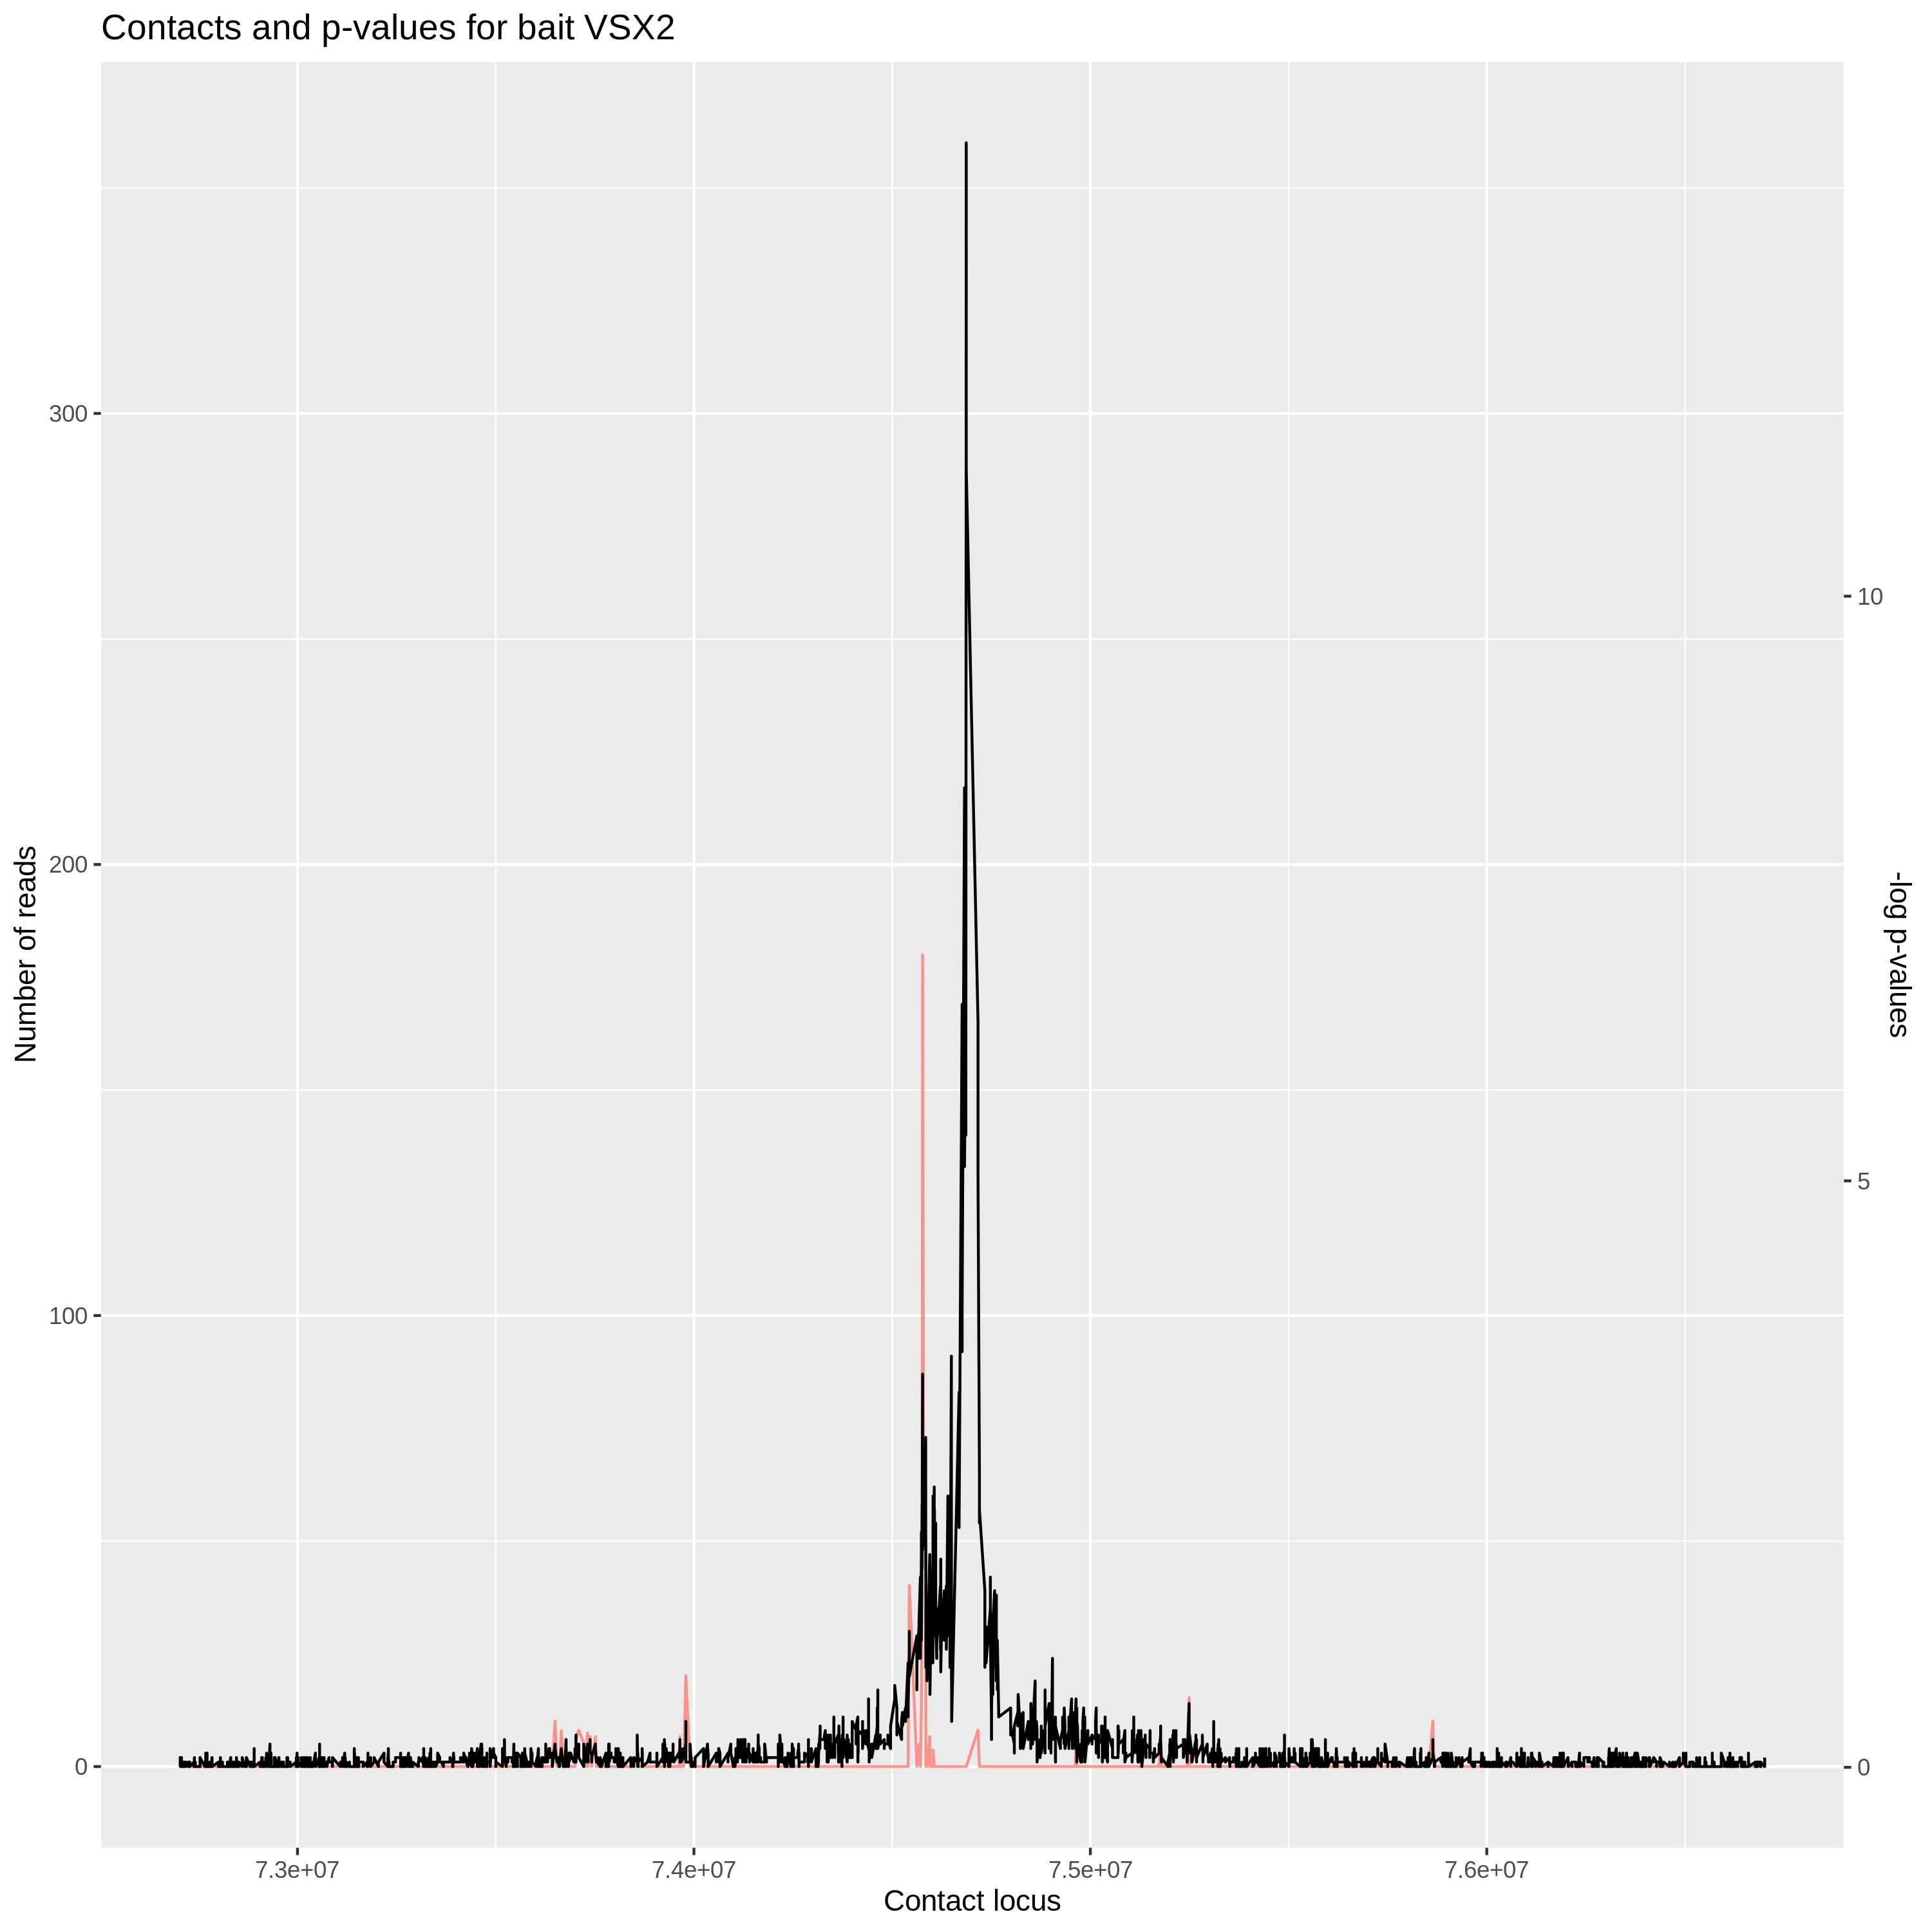 Contacts and p-values for bait VSX2
Number of reads
300
200
100
0
10
5
0
-log p-values
7.3e+07 7.4e+07 7.5e+07 7.6e+07
Contact locus